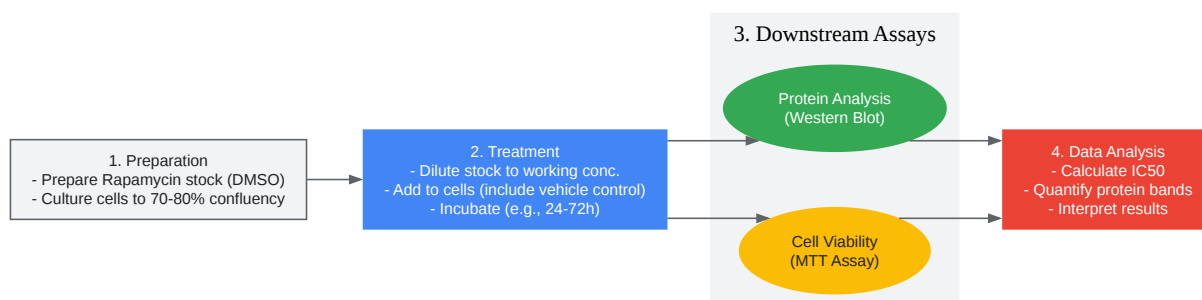 1. Preparation
- Prepare Rapamycin stock (DMSO)
- Culture cells to 70-80% confluency
2. Treatment
- Dilute stock to working conc.
- Add to cells (include vehicle control)
- Incubate (e.g., 24-72h)
3. Downstream Assays
Protein Analysis
(Western Blot)
Cell Viability
(MTT Assay)
4. Data Analysis
- Calculate IC50
- Quantify protein bands
- Interpret results